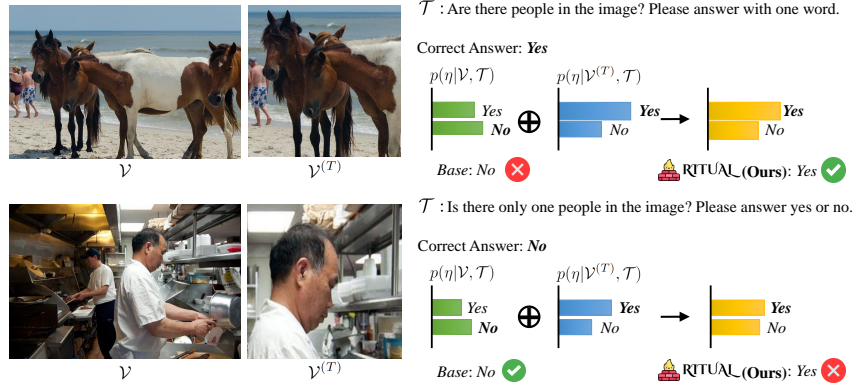 𝒯 : Are there people in the image? Please answer with one word.
Correct Answer: Yes
p(η|𝒱, 𝒯) p(η|𝒱^(T), 𝒯)
Yes Yes Yes
No ⊕ No → No
Base: No RITUAL(Ours): Yes
𝒱 𝒱^(T)
𝒯 : Is there only one people in the image? Please answer yes or no.
Correct Answer: No
p(η|𝒱, 𝒯) p(η|𝒱^(T), 𝒯)
Yes Yes Yes
No ⊕ No → No
Base: No RITUAL(Ours): Yes
𝒱 𝒱^(T)